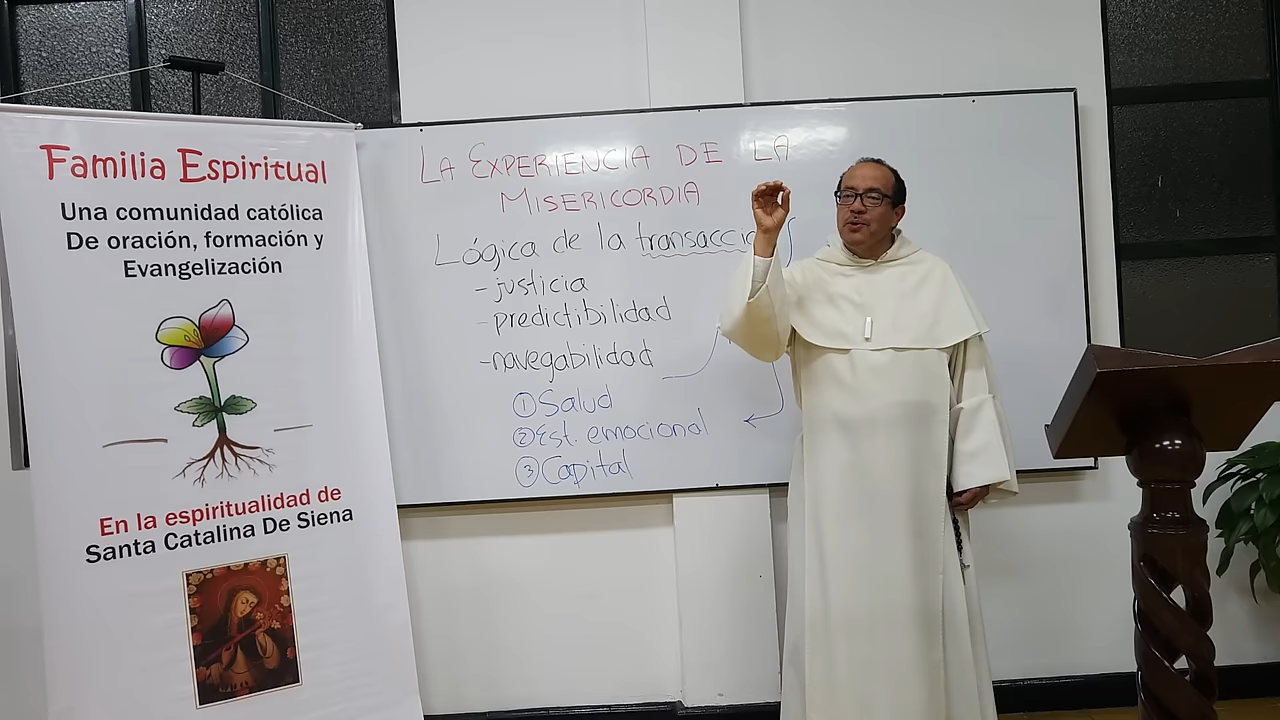 Familia Espiritual
Una comunidad católica
De oración, formación y
Evangelización
En la espiritualidad de
Santa Catalina De Siena
LA EXPERIENCIA DE LA
MISERICORDIA
Lógica de la transacció
-justicia
-predictibilidad
-navegabilidad
①Salud
②Est. emocional
③Capital